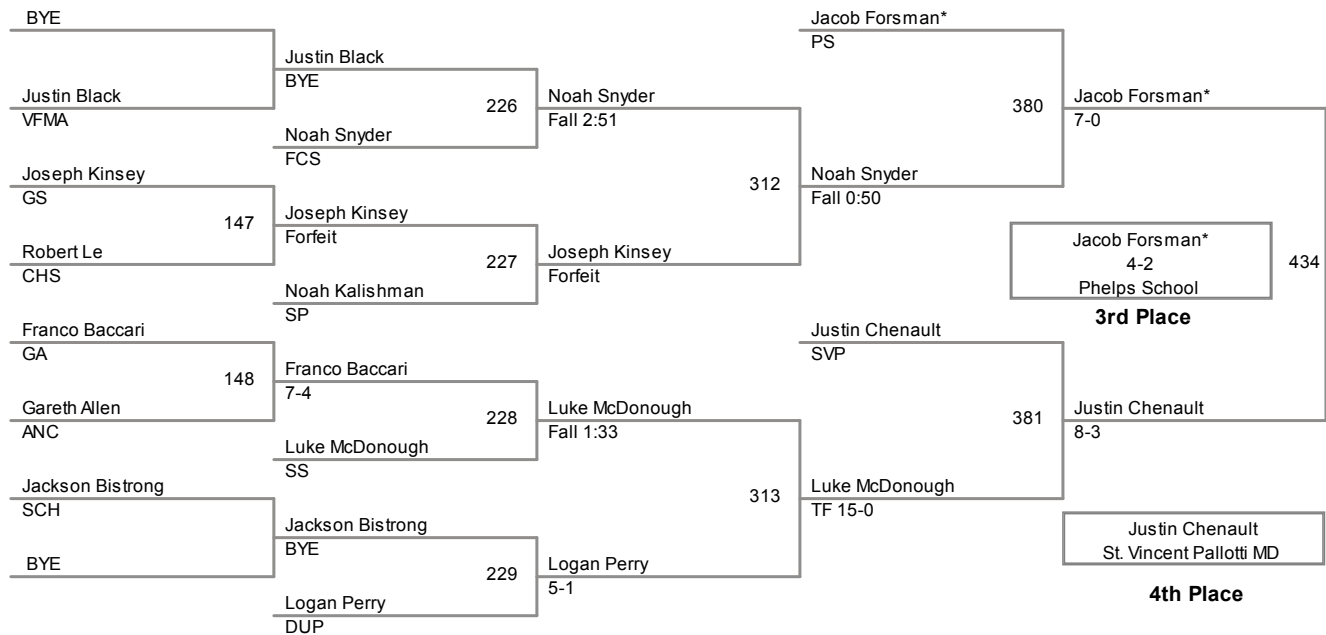 BYE
Justin Black
VFMA
Joseph Kinsey
GS
147
Robert Le
CHS
Franco Baccari
GA
148
Gareth Allen
ANC
Jackson Bistrong
SCH
BYE
Justin Black
BYE
226
Noah Snyder
FCS
Joseph Kinsey
Forfeit
227
Noah Kalishman
SP
Franco Baccari
7-4
228
Luke McDonough
SS
Jackson Bistrong
BYE
229
Logan Perry
DUP
Noah Snyder
Fall 2:51
312
Joseph Kinsey
Forfeit
Luke McDonough
Fall 1:33
313
Logan Perry
5-1
Jacob Forsman*
PS
380
Noah Snyder
Fall 0:50
Justin Chenault
SVP
381
Luke McDonough
TF 15-0
Jacob Forsman*
7-0
434
Justin Chenault
8-3
Jacob Forsman*
4-2
Phelps School
3rd Place
Justin Chenault
St. Vincent Pallotti MD
4th Place